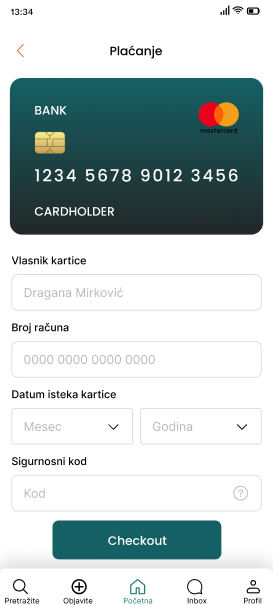 13:34
Plaćanje
BANK
mastercard
1234 5678 9012 3456
CARDHOLDER
Vlasnik kartice
Dragana Mirković
Broj računa
0000 0000 0000 0000
Datum isteka kartice
Mesec Godina
Sigurnosni kod
Kod ?
Checkout
Pretražite Objavite Početna Inbox Profil